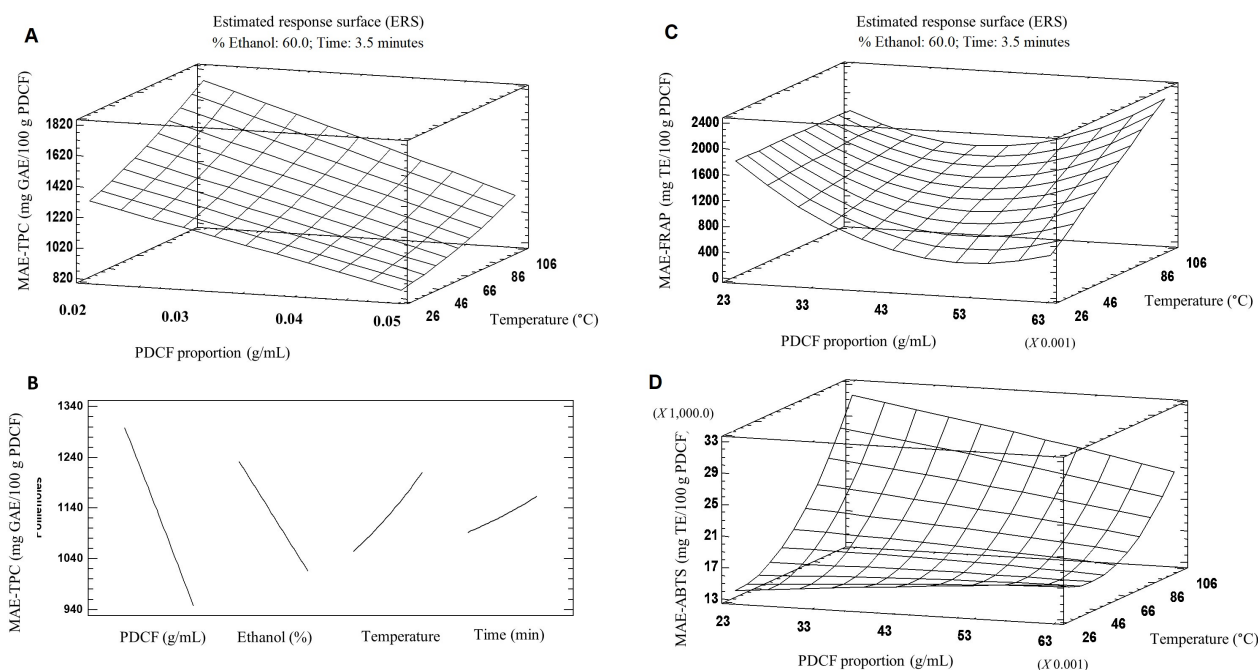 A
Estimated response surface (ERS)
% Ethanol: 60.0; Time: 3.5 minutes
MAE-TPC (mg GAE/100 g PDCF)
1820
1620
1420
1220
1020
820
0.02
0.03
0.04
0.05
26
46
66
86
106
Temperature (°C)
PDCF proportion (g/mL)
C
Estimated response surface (ERS)
% Ethanol: 60.0; Time: 3.5 minutes
MAE-FRAP (mg TE/100 g PDCF)
2400
2000
1600
1200
800
400
0
23
33
43
53
63
(X 0.001)
26
46
86
106
Temperature (°C)
PDCF proportion (g/mL)
B
MAE-TPC (mg GAE/100 g PDCF)
1340
1240
1140
1040
940
PDCF (g/mL)
Ethanol (%)
Temperature
Time (min)
D
(X 1,000.0)
MAE-ABTS (mg TE/100 g PDCF)
33
29
25
21
17
13
23
33
43
53
63
(X 0.001)
26
46
66
86
106
Temperature (°C)
PDCF proportion (g/mL)